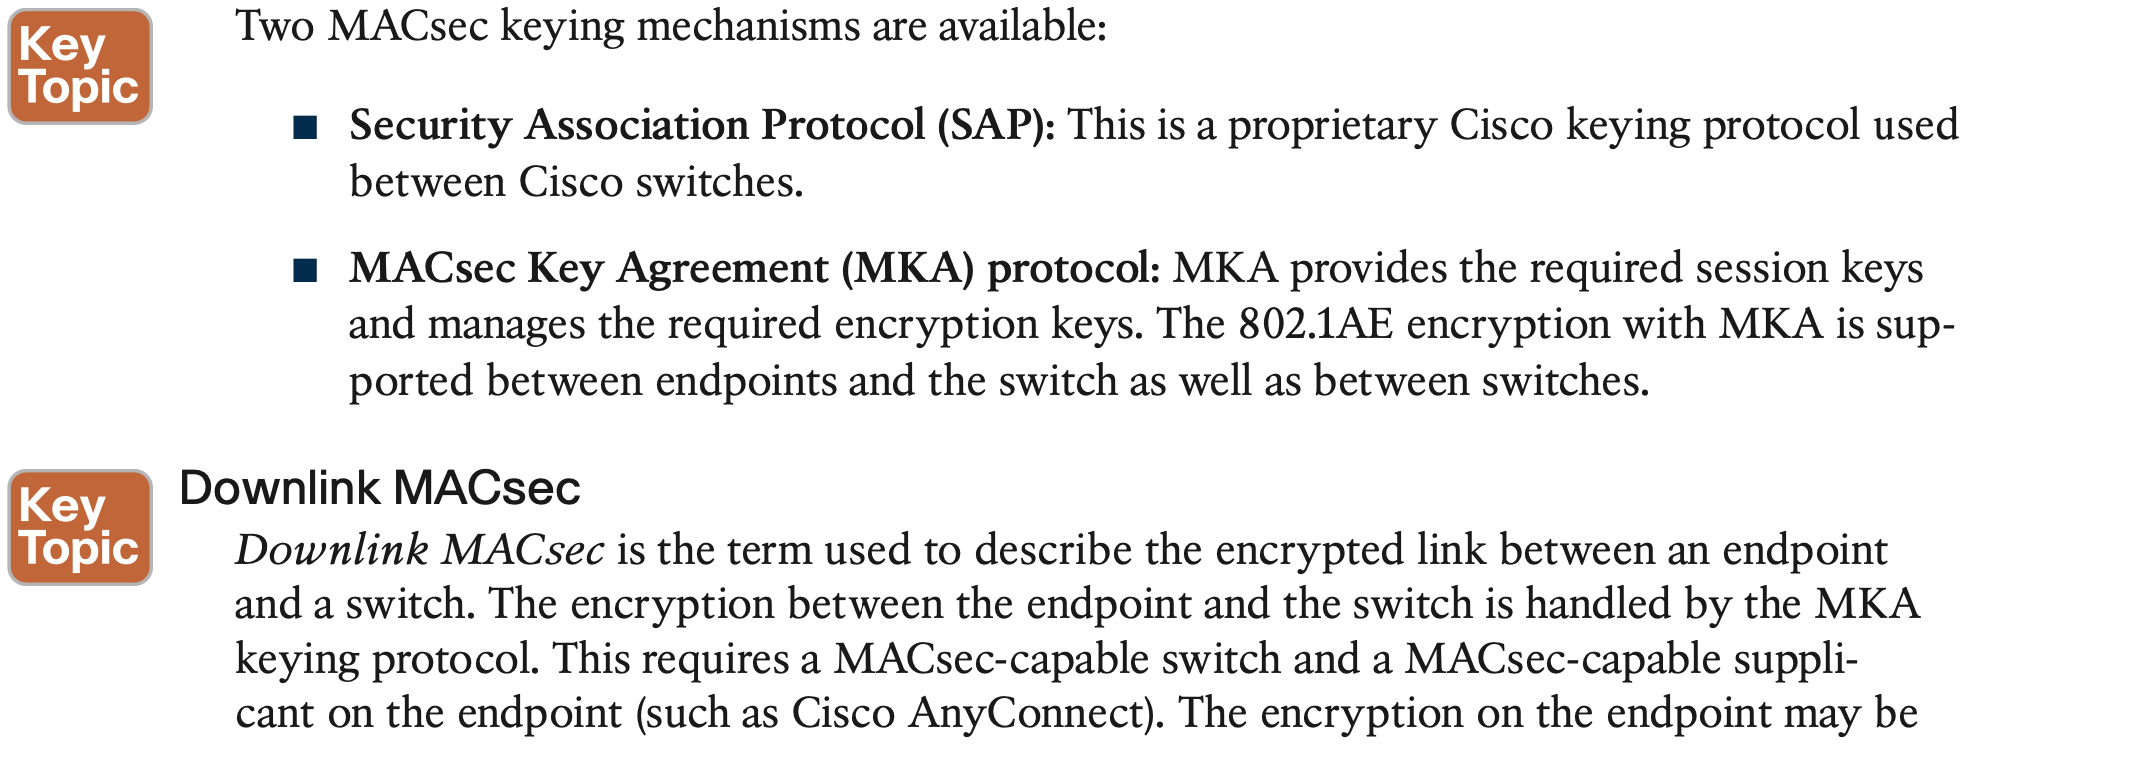 Key
Topic
Two MACsec keying mechanisms are available:
■ Security Association Protocol (SAP): This is a proprietary Cisco keying protocol used
between Cisco switches.
■ MACsec Key Agreement (MKA) protocol: MKA provides the required session keys
and manages the required encryption keys. The 802.1AE encryption with MKA is sup-
ported between endpoints and the switch as well as between switches.
Key
Topic
Downlink MACsec
Downlink MACsec is the term used to describe the encrypted link between an endpoint
and a switch. The encryption between the endpoint and the switch is handled by the MKA
keying protocol. This requires a MACsec-capable switch and a MACsec-capable suppli-
cant on the endpoint (such as Cisco AnyConnect). The encryption on the endpoint may be